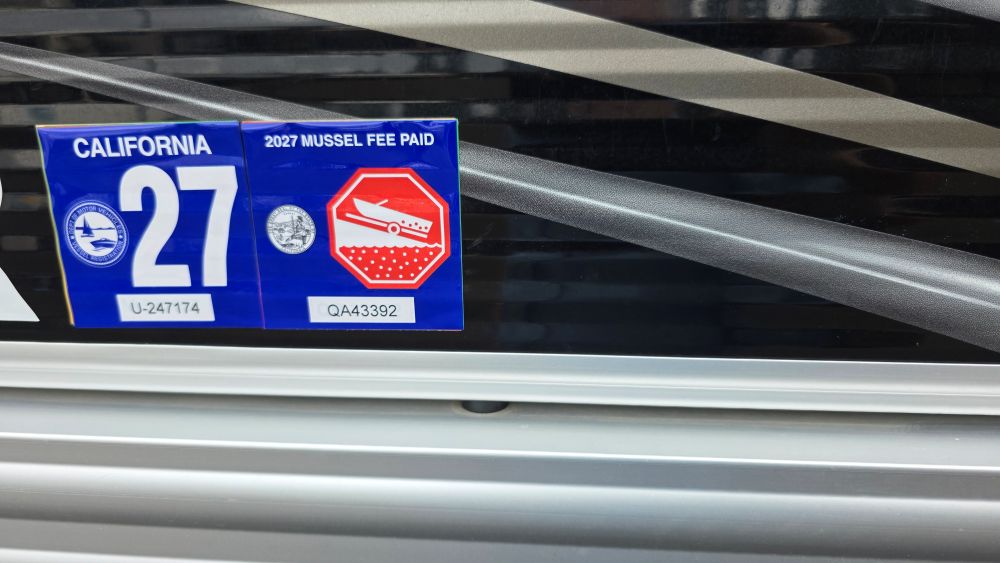 CALIFORNIA
27
U-247174
2027 MUSSEL FEE PAID
QA43392